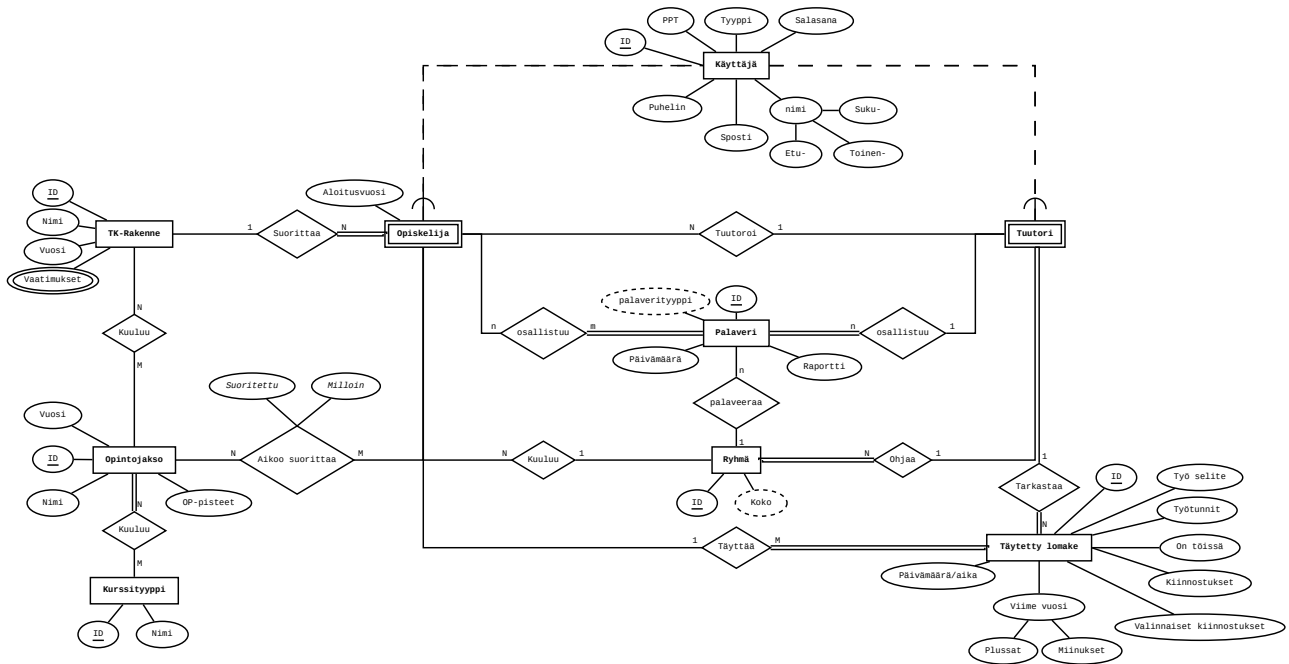 PPT
Tyyppi
Salasana
ID
Käyttäjä
Puhelin
nimi
Suku-
Sposti
Etu-
Toinen-
ID
Aloitusvuosi
Nimi
TK-Rakenne
1
Suorittaa
N
Opiskelija
N
Tuutoroi
1
Tuutori
Vuosi
Vaatimukset
palaverityyppi
ID
N
Kuuluu
n
osallistuu
m
Palaveri
n
osallistuu
1
Päivämäärä
Raportti
M
n
Suoritettu
Milloin
palaveeraa
Vuosi
1
ID
Opintojakso
N
Aikoo suorittaa
M
N
Kuuluu
1
Ryhmä
N
Ohjaa
1
1
Nimi
OP-pisteet
N
ID
Koko
Tarkastaa
ID
Työ selite
Työtunnit
Kuuluu
N
1
Täyttää
M
Täytetty lomake
On töissä
M
Päivämäärä/aika
Kiinnostukset
Kurssityyppi
Viime vuosi
Valinnaiset kiinnostukset
ID
Nimi
Plussat
Miinukset